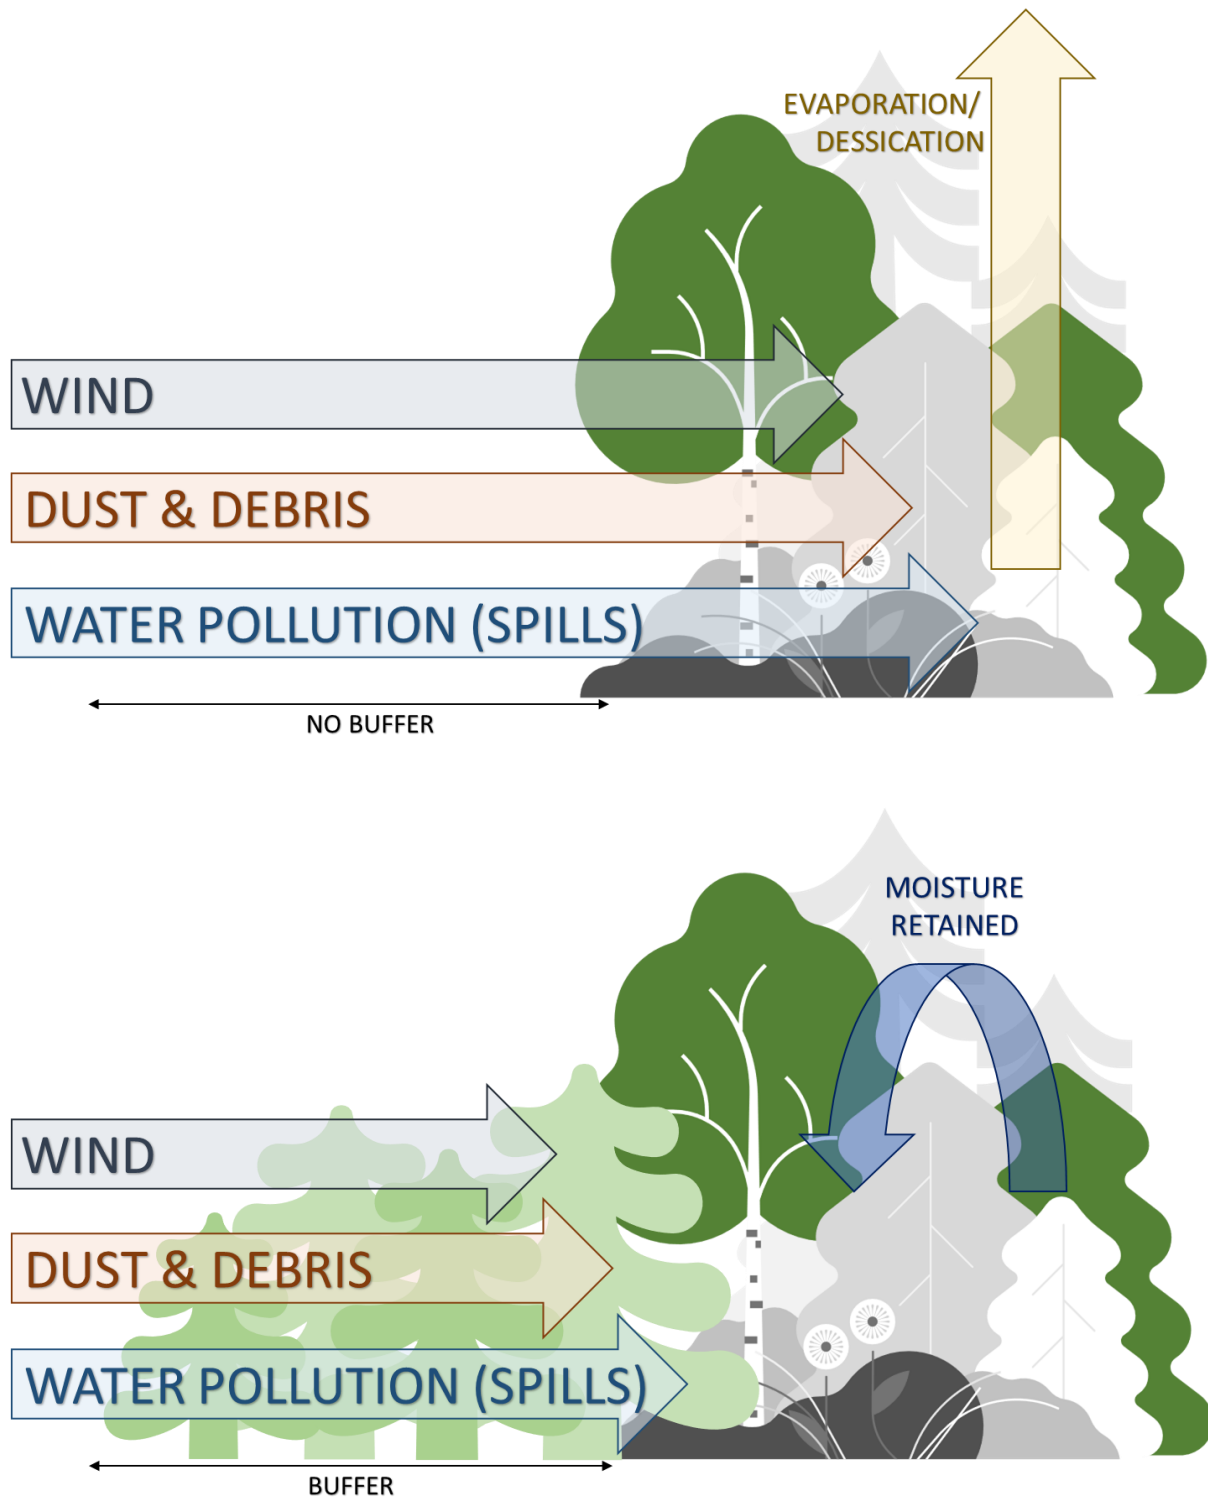 EVAPORATION/
DESSICATION
WIND
DUST & DEBRIS
WATER POLLUTION (SPILLS)
NO BUFFER
MOISTURE
RETAINED
WIND
DUST & DEBRIS
WATER POLLUTION (SPILLS)
BUFFER